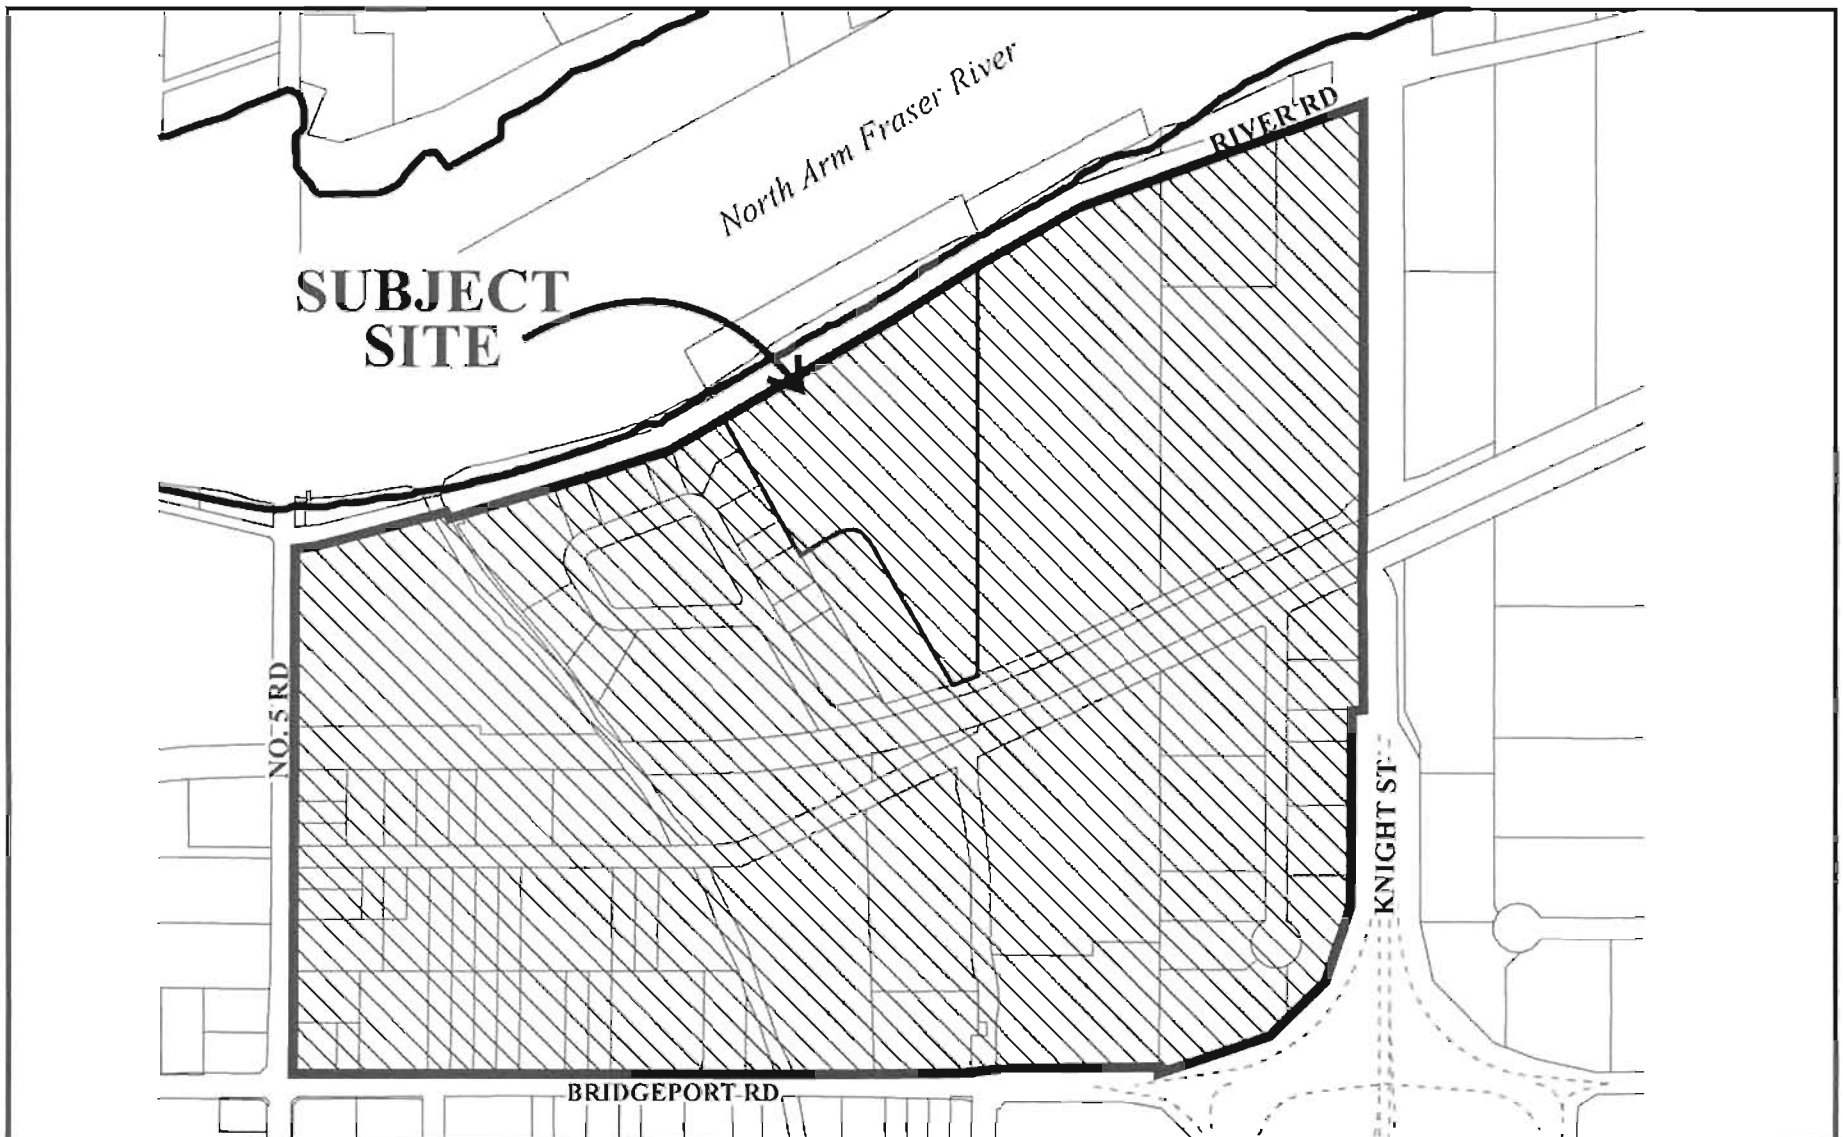 North Arm Fraser River
RIVER RD
SUBJECT
SITE
NO. 5 RD
KNIGHT ST
BRIDGEPORT RD